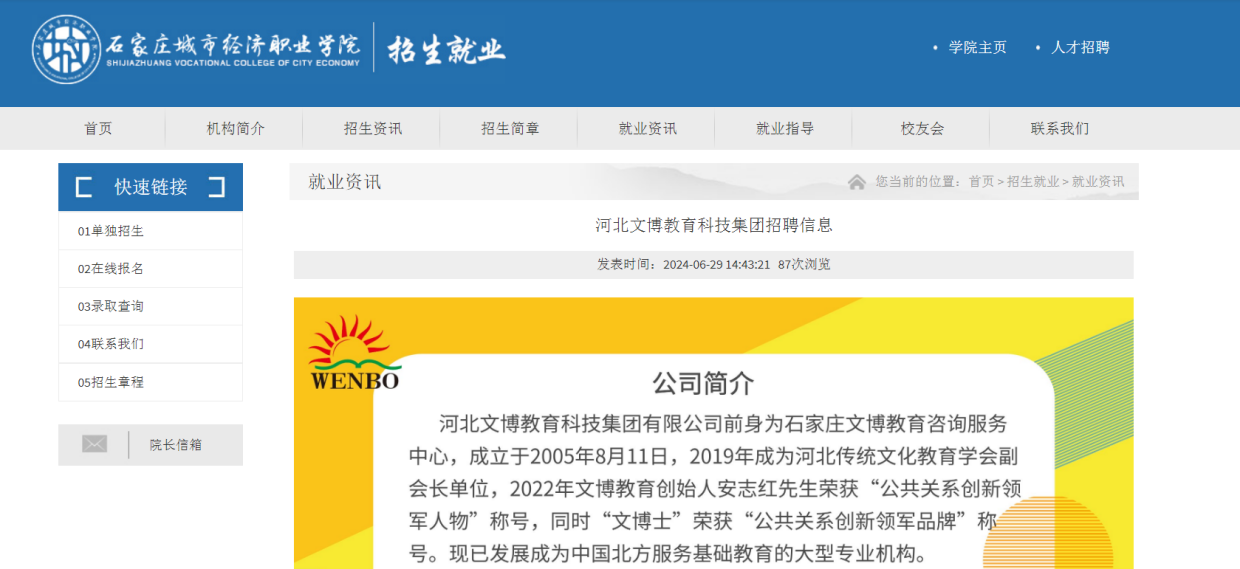 石家庄城市经济职业学院
SHIJIAZHUANG VOCATIONAL COLLEGE OF CITY ECONOMY
招生就业
• 学院主页 • 人才招聘
首页 机构简介 招生资讯 招生简章 就业资讯 就业指导 校友会 联系我们
快速链接
01单独招生
02在线报名
03录取查询
04联系我们
05招生章程
院长信箱
就业资讯
您当前的位置：首页>招生就业>就业资讯
河北文博教育科技集团招聘信息
发表时间：2024-06-29 14:43:21 87次浏览
WENBO
公司简介
河北文博教育科技集团有限公司前身为石家庄文博教育咨询服务
中心，成立于2005年8月11日，2019年成为河北传统文化教育学会副
会长单位，2022年文博教育创始人安志红先生荣获“公共关系创新领
军人物”称号，同时“文博士”荣获“公共关系创新领军品牌”称
号。现已发展成为中国北方服务基础教育的大型专业机构。